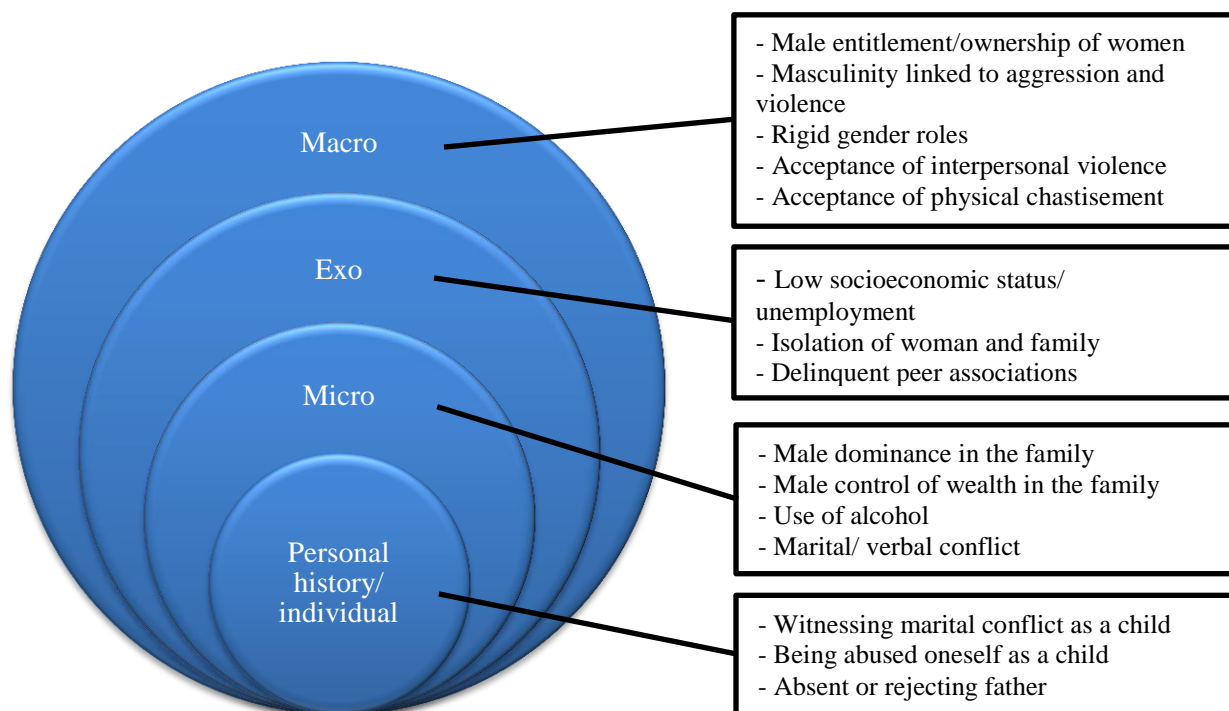 Macro
- Male entitlement/ownership of women
- Masculinity linked to aggression and
violence
- Rigid gender roles
- Acceptance of interpersonal violence
- Acceptance of physical chastisement
Exo
- Low socioeconomic status/
unemployment
- Isolation of woman and family
- Delinquent peer associations
Micro
- Male dominance in the family
- Male control of wealth in the family
- Use of alcohol
- Marital/ verbal conflict
Personal
history/
individual
- Witnessing marital conflict as a child
- Being abused oneself as a child
- Absent or rejecting father